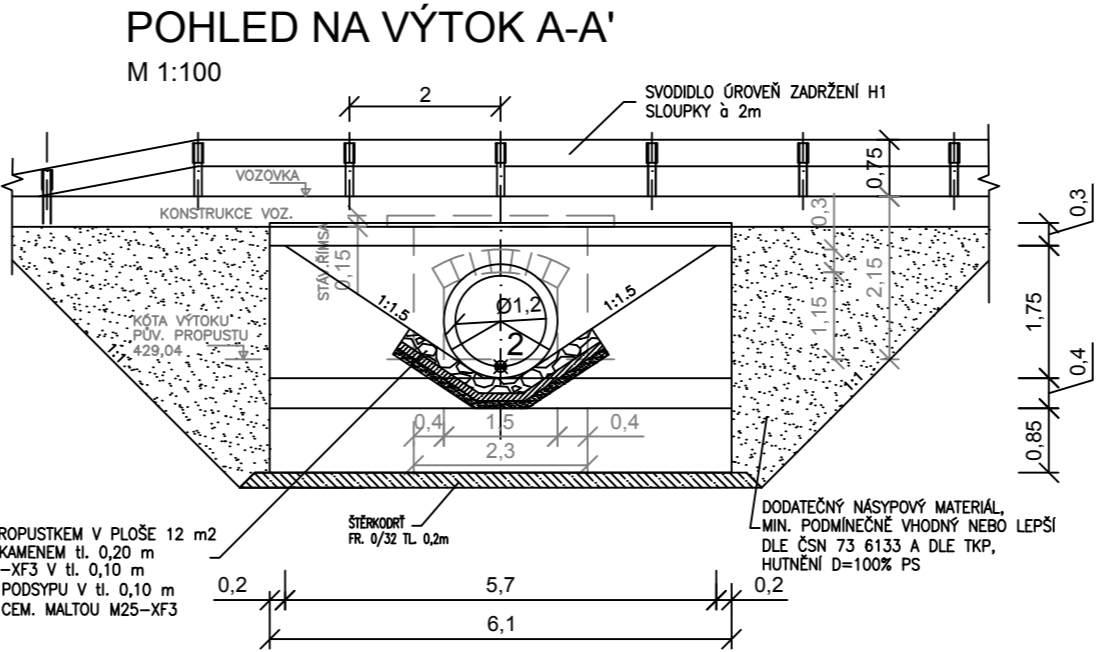 POHLED NA VÝTOK A-A'
M 1:100
2
SVODIDLO ÚROVEŇ ZADRŽENÍ H1
SLOUPKY à 2m
VOZOVKA
KONSTRUKCE VOZ.
STÁV.ŘÍMSA
0,15
0,75
0,3
1,15
2,15
0,3
1,75
0,4
0,85
1:1,5
1:1,5
Ø1,2
2
KÓTA VÝTOKU
PŮV. PROPUSTU
429,04
1:1
1:1
0,4
1,5
0,4
2,3
ROPUSTKEM V PLOŠE 12 m2
KAMENEM tl. 0,20 m
-XF3 V tl. 0,10 m
PODSYPU V tl. 0,10 m
CEM. MALTOU M25-XF3
ŠTĚRKODRŤ
FR. 0/32 TL. 0,2m
DODATEČNÝ NÁSYPOVÝ MATERIÁL,
MIN. PODMÍNEČNĚ VHODNÝ NEBO LEPŠÍ
DLE ČSN 73 6133 A DLE TKP,
HUTNĚNÍ D=100% PS
0,2
5,7
0,2
6,1